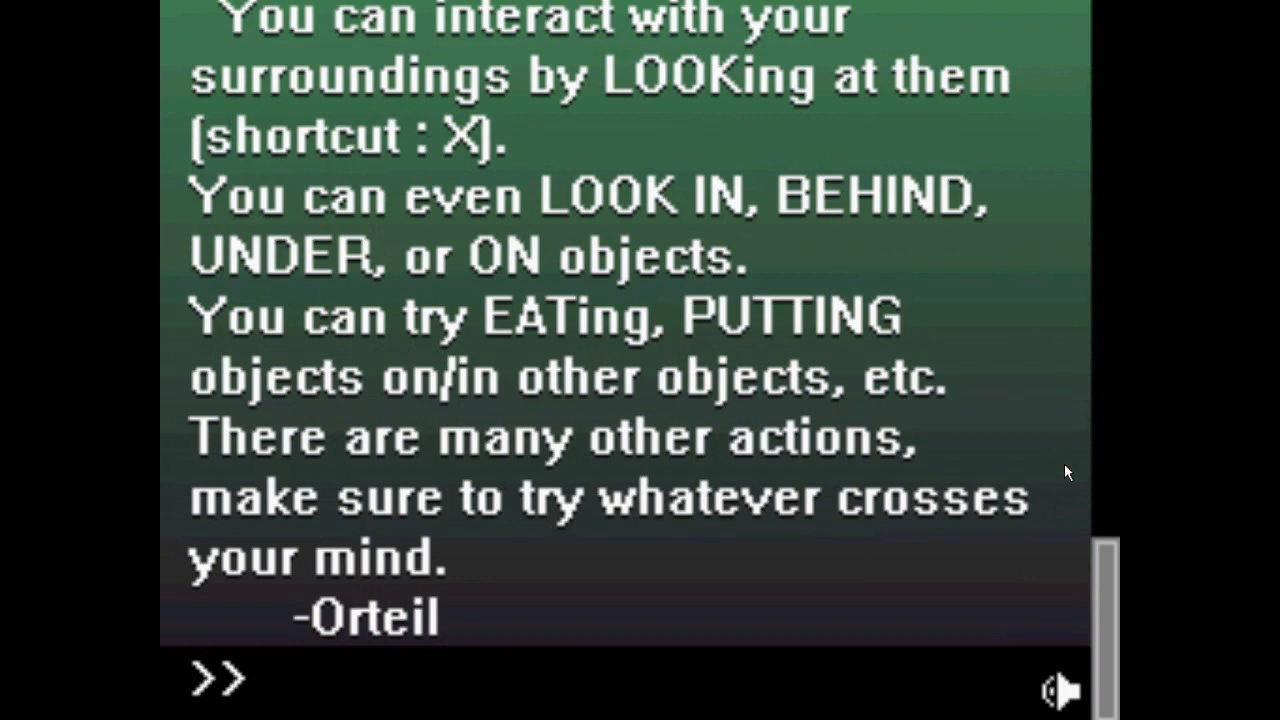 You can interact with your
surroundings by LOOKing at them
(shortcut : X).
You can even LOOK IN, BEHIND,
UNDER, or ON objects.
You can try EATing, PUTTING
objects on/in other objects, etc.
There are many other actions,
make sure to try whatever crosses
your mind.
-Orteil
>>